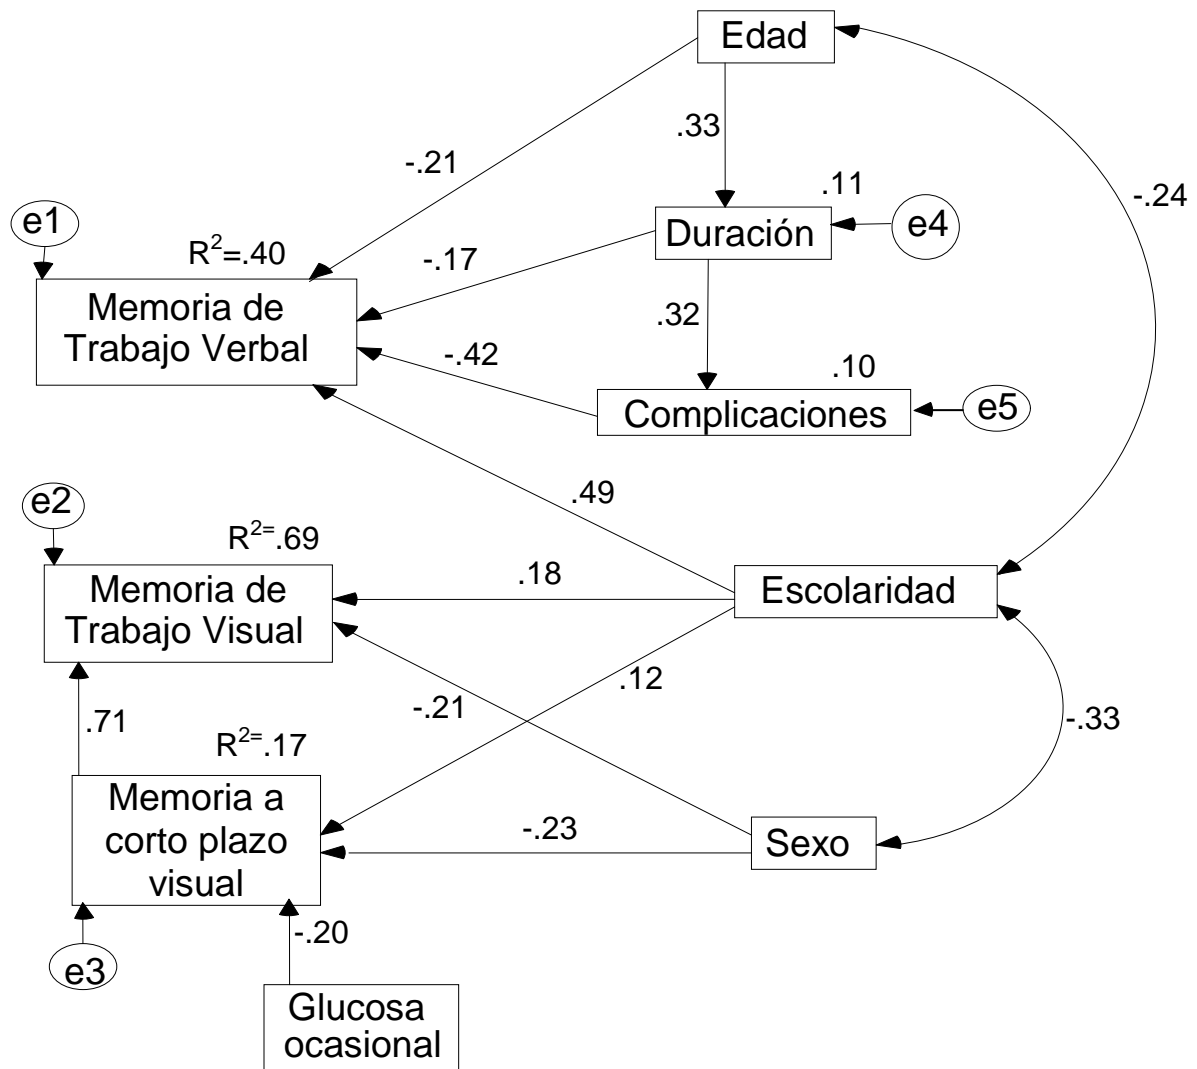 Edad
.33
-.21
-.24
e1
.11
R²=.40
Duración
e4
-.17
Memoria de
Trabajo Verbal
.32
-.42
.10
Complicaciones
e5
.49
e2
R²=.69
.18
Memoria de
Trabajo Visual
Escolaridad
.12
-.21
.71
R²=.17
-.33
Memoria a
corto plazo
visual
-.23
Sexo
-.20
e3
Glucosa
ocasional